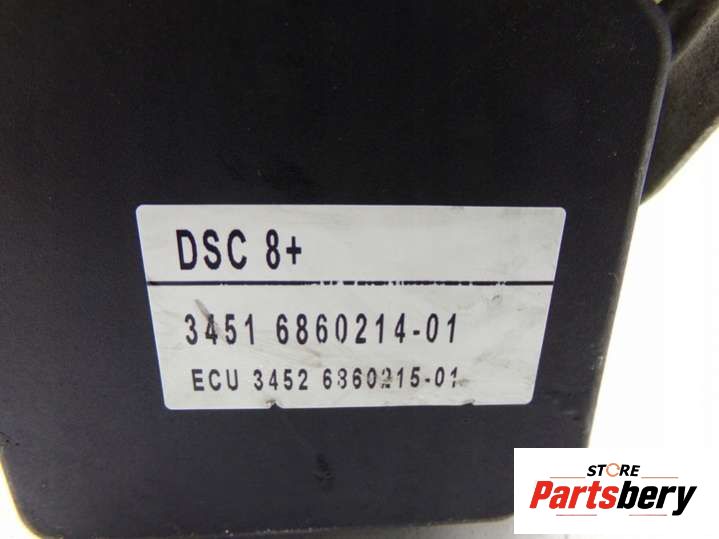 DSC 8+
3451 6860214-01
ECU 3452 6860215-01
STORE
Partsbery